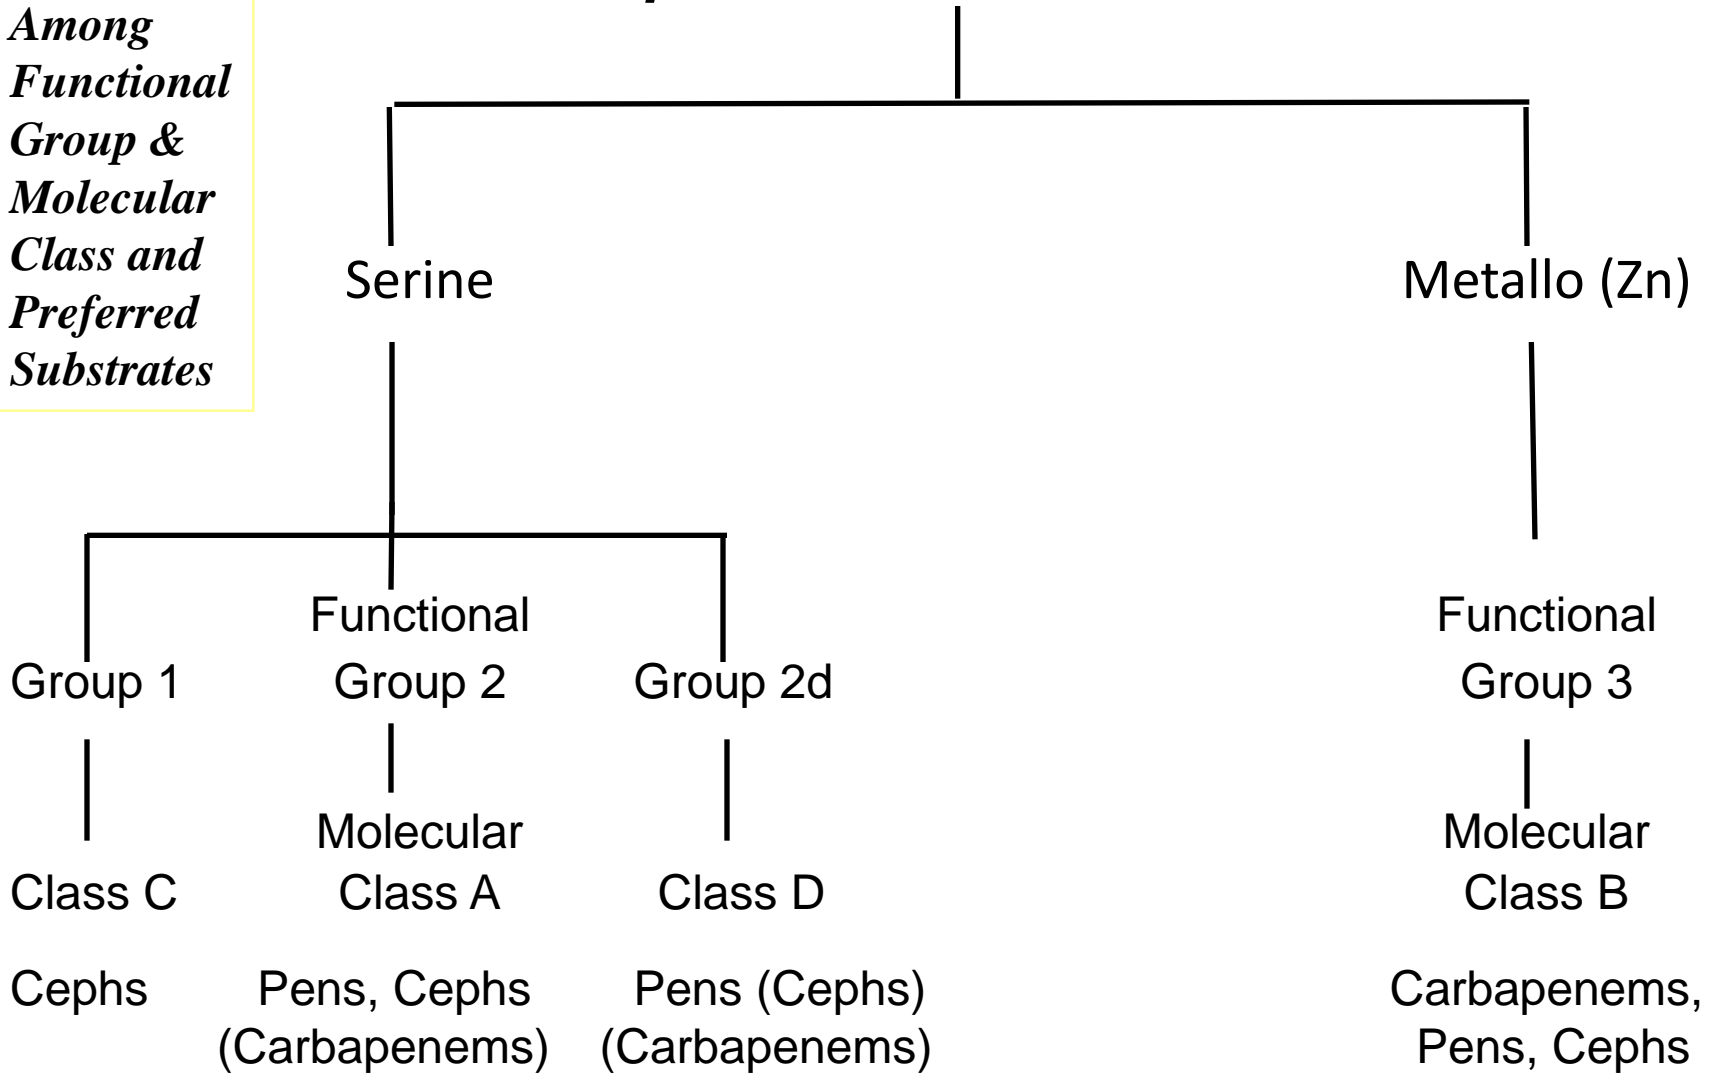 Among
Functional
Group &
Molecular
Class and
Preferred
Substrates
Serine
Metallo (Zn)
Functional
Functional
Group 1
Group 2
Group 2d
Group 3
Molecular
Molecular
Class C
Class A
Class D
Class B
Cephs
Pens, Cephs
Pens (Cephs)
Carbapenems,
(Carbapenems)
(Carbapenems)
Pens, Cephs